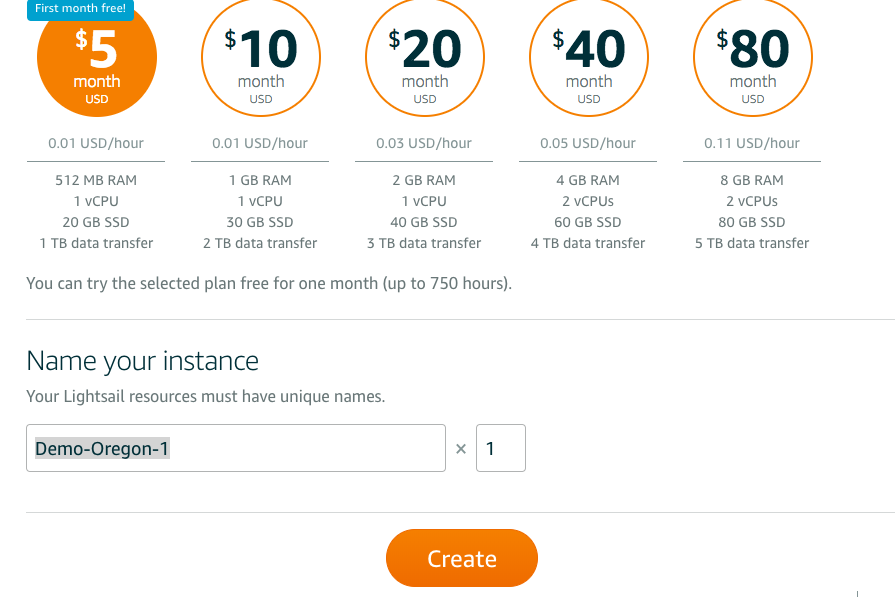 First month free!
$5 $10 $20 $40 $80
month month month month month
USD USD USD USD USD
0.01 USD/hour 0.01 USD/hour 0.03 USD/hour 0.05 USD/hour 0.11 USD/hour
512 MB RAM 1 GB RAM 2 GB RAM 4 GB RAM 8 GB RAM
1 vCPU 1 vCPU 1 vCPU 2 vCPUs 2 vCPUs
20 GB SSD 30 GB SSD 40 GB SSD 60 GB SSD 80 GB SSD
1 TB data transfer 2 TB data transfer 3 TB data transfer 4 TB data transfer 5 TB data transfer
You can try the selected plan free for one month (up to 750 hours).
Name your instance
Your Lightsail resources must have unique names.
Demo-Oregon-1 × 1
Create